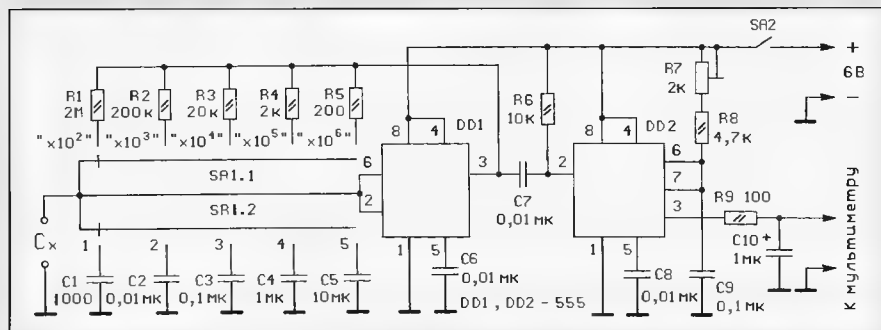 SA2
+
6В
−
R1
2М
R2
200к
R3
20к
R4
2к
R5
200
"×10²"
"×10³"
"×10⁴"
"×10⁵"
"×10⁶"
8
4
DD1
6
2
3
1
5
R6
10К
C7
0,01мк
8
4
DD2
2
6
7
3
1
5
R7
2К
R8
4,7К
R9 100
C10 +
1мк
К мультиметру
SA1.1
SA1.2
Cx
1
2
3
4
5
C1
1000
C2
0,01мк
C3
0,1мк
C4
1мк
C5
10мк
C6
0,01мк
DD1, DD2 - 555
C8
0,01мк
C9
0,1мк